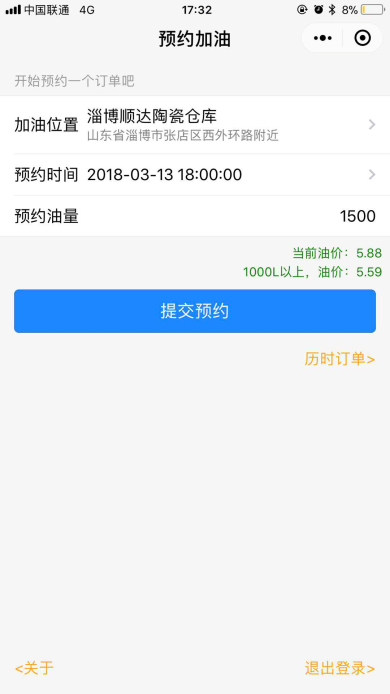 中国联通 4G 17:32 8%
预约加油
开始预约一个订单吧
加油位置 淄博顺达陶瓷仓库
山东省淄博市张店区西外环路附近
预约时间 2018-03-13 18:00:00
预约油量 1500
当前油价：5.88
1000L以上，油价：5.59
提交预约
历时订单>
<关于 退出登录>